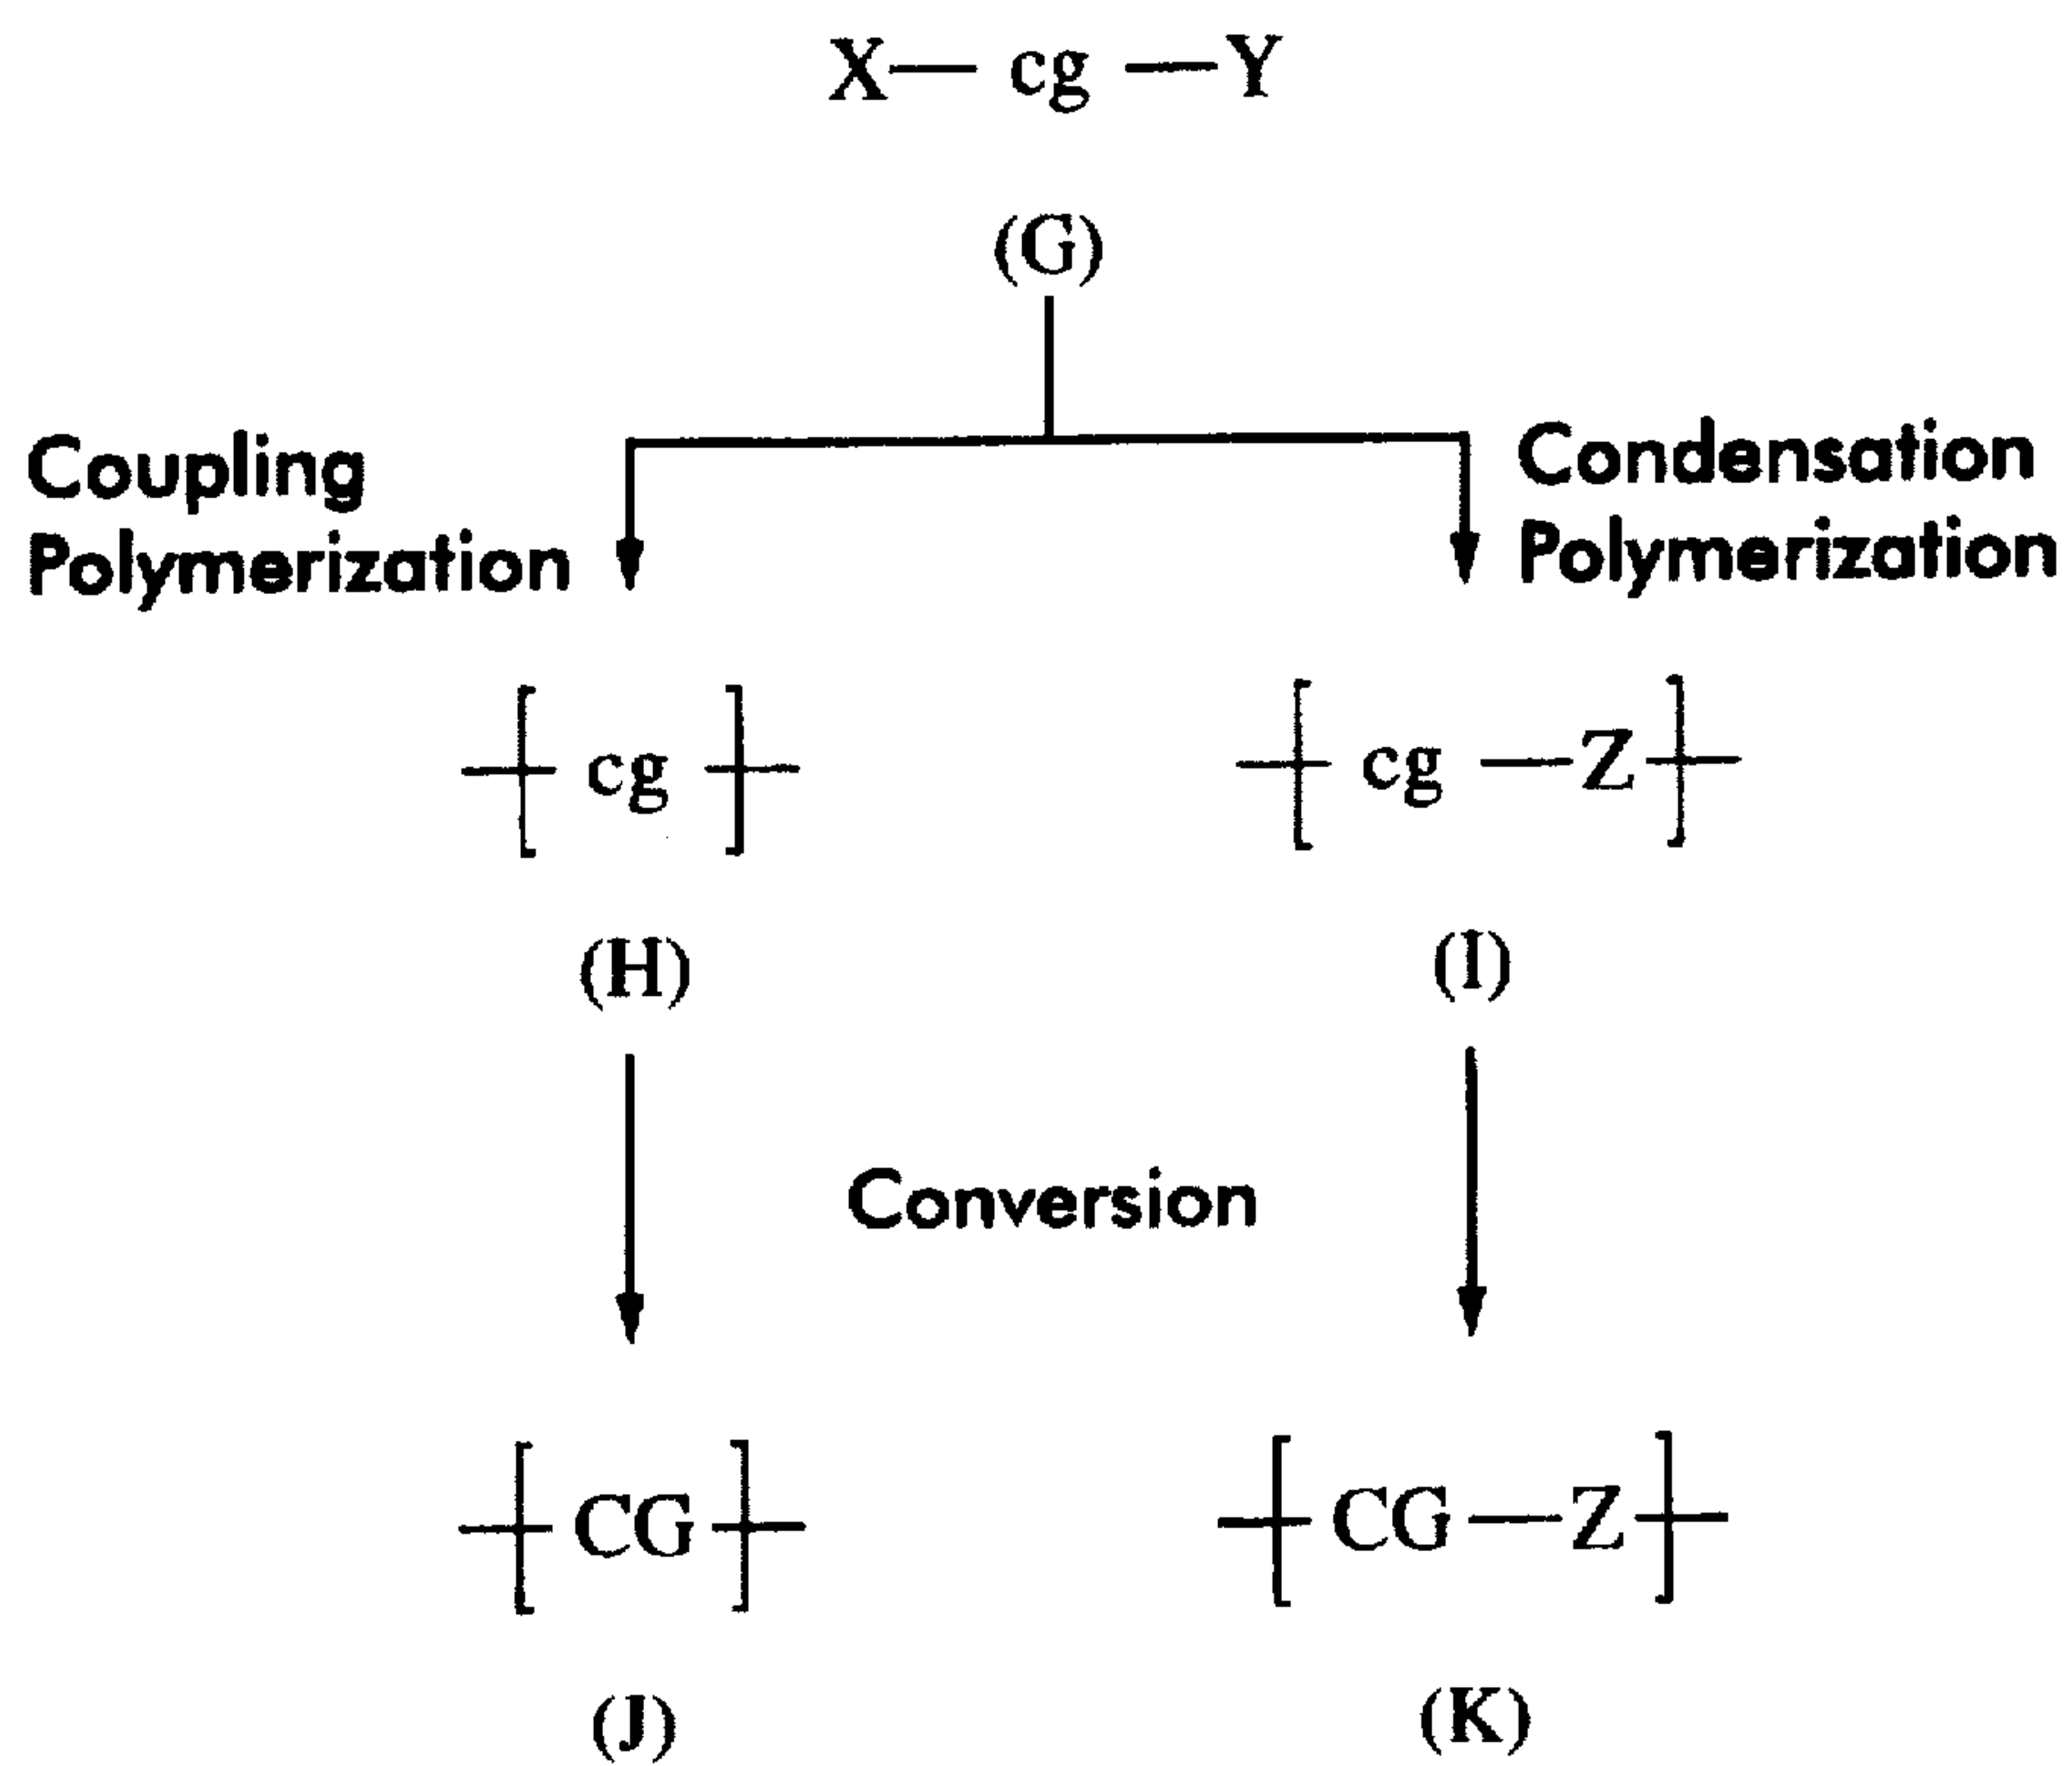 X— cg —Y
(G)
Coupling
Polymerization
Condensation
Polymerization
[ cg ]
[ cg —Z ]
(H)
(I)
Conversion
[ CG ]
[ CG—Z ]
(J)
(K)